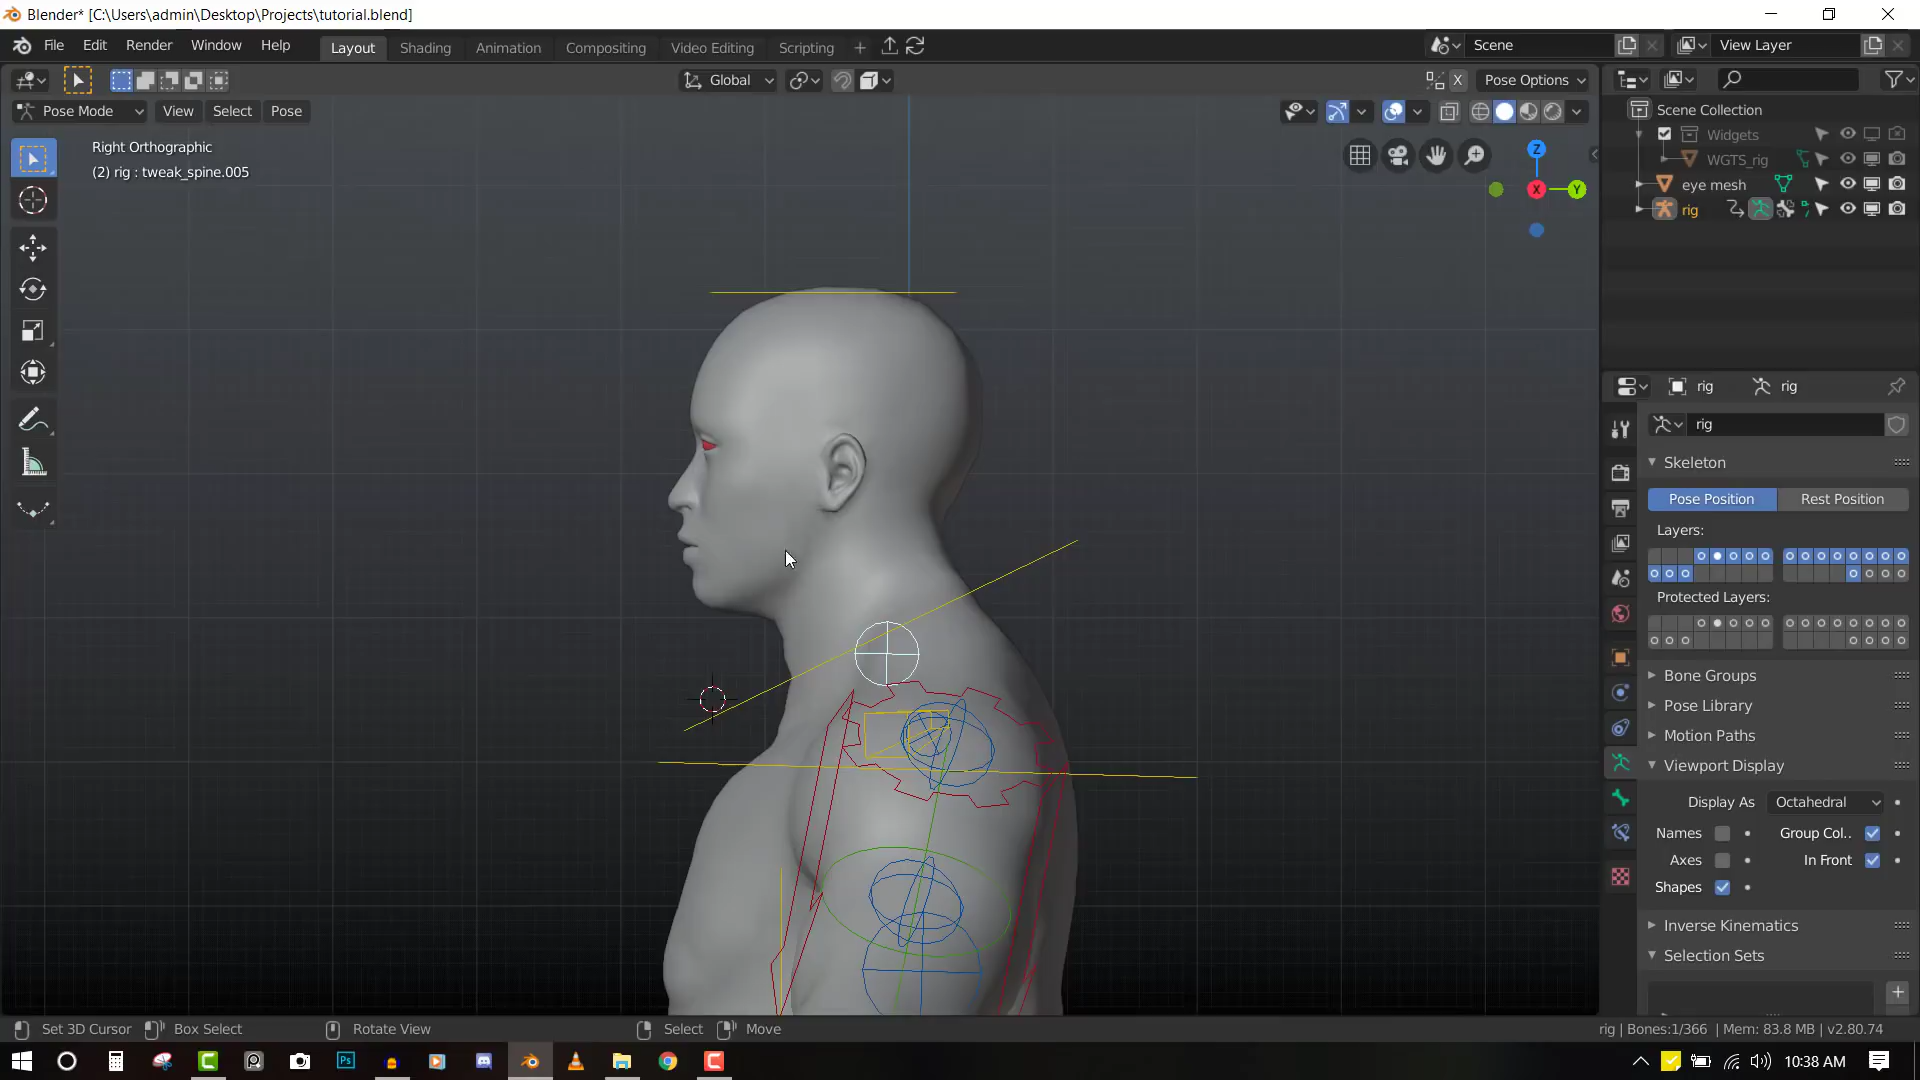 Blender* [C:\Users\admin\Desktop\Projects\tutorial.blend]
File Edit Render Window Help Layout Shading Animation Compositing Video Editing Scripting Scene View Layer
Global X Pose Options
Pose Mode View Select Pose
Right Orthographic
(2) rig : tweak_spine.005
Z
X
Y
Scene Collection
Widgets
WGTS_rig
eye mesh
rig
rig rig
rig
Skeleton
Pose Position Rest Position
Layers:
Protected Layers:
Bone Groups
Pose Library
Motion Paths
Viewport Display
Display As Octahedral
Names Group Col..
Axes In Front
Shapes
Inverse Kinematics
Selection Sets
Set 3D Cursor Box Select Rotate View Select Move rig | Bones:1/366 | Mem: 83.8 MB | v2.80.74
Ps 10:38 AM